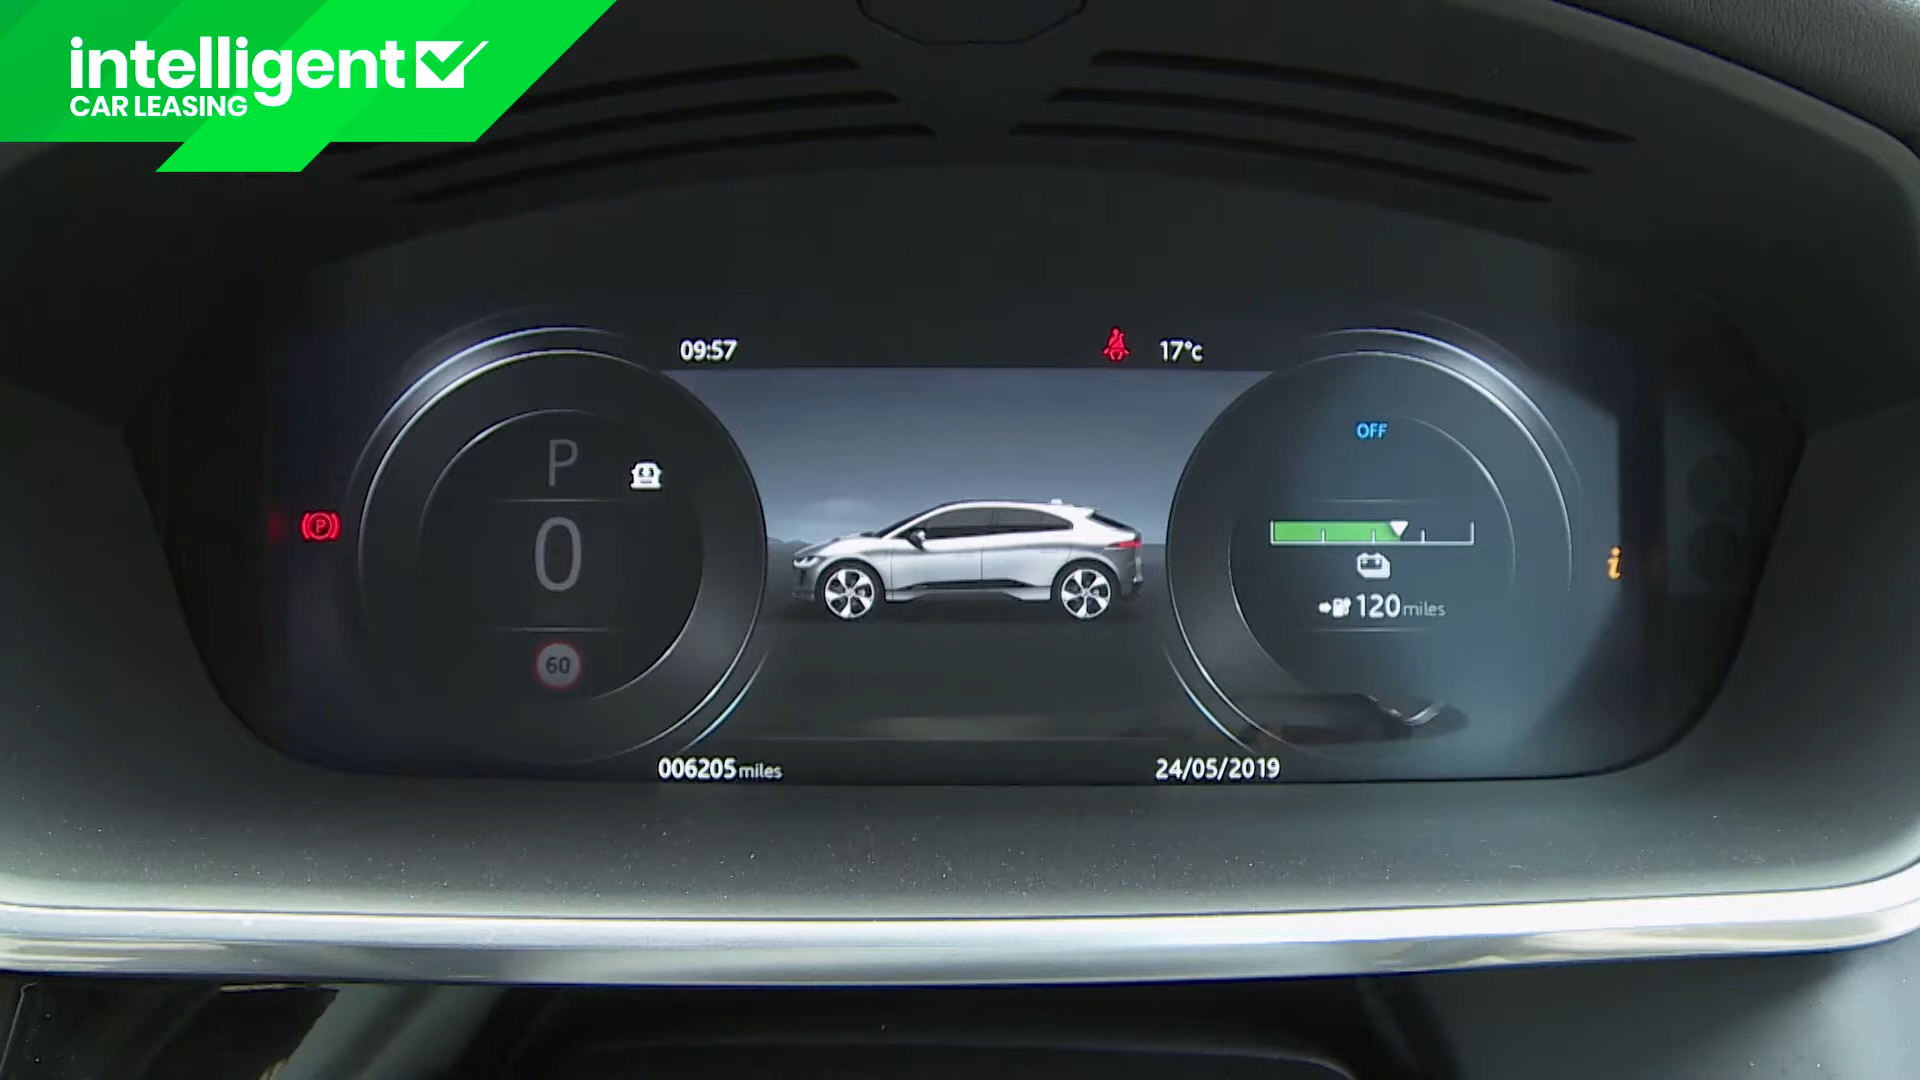 intelligent
CAR LEASING
09:57
17°c
P
OFF
0
P
120 miles
i
60
006205 miles
24/05/2019